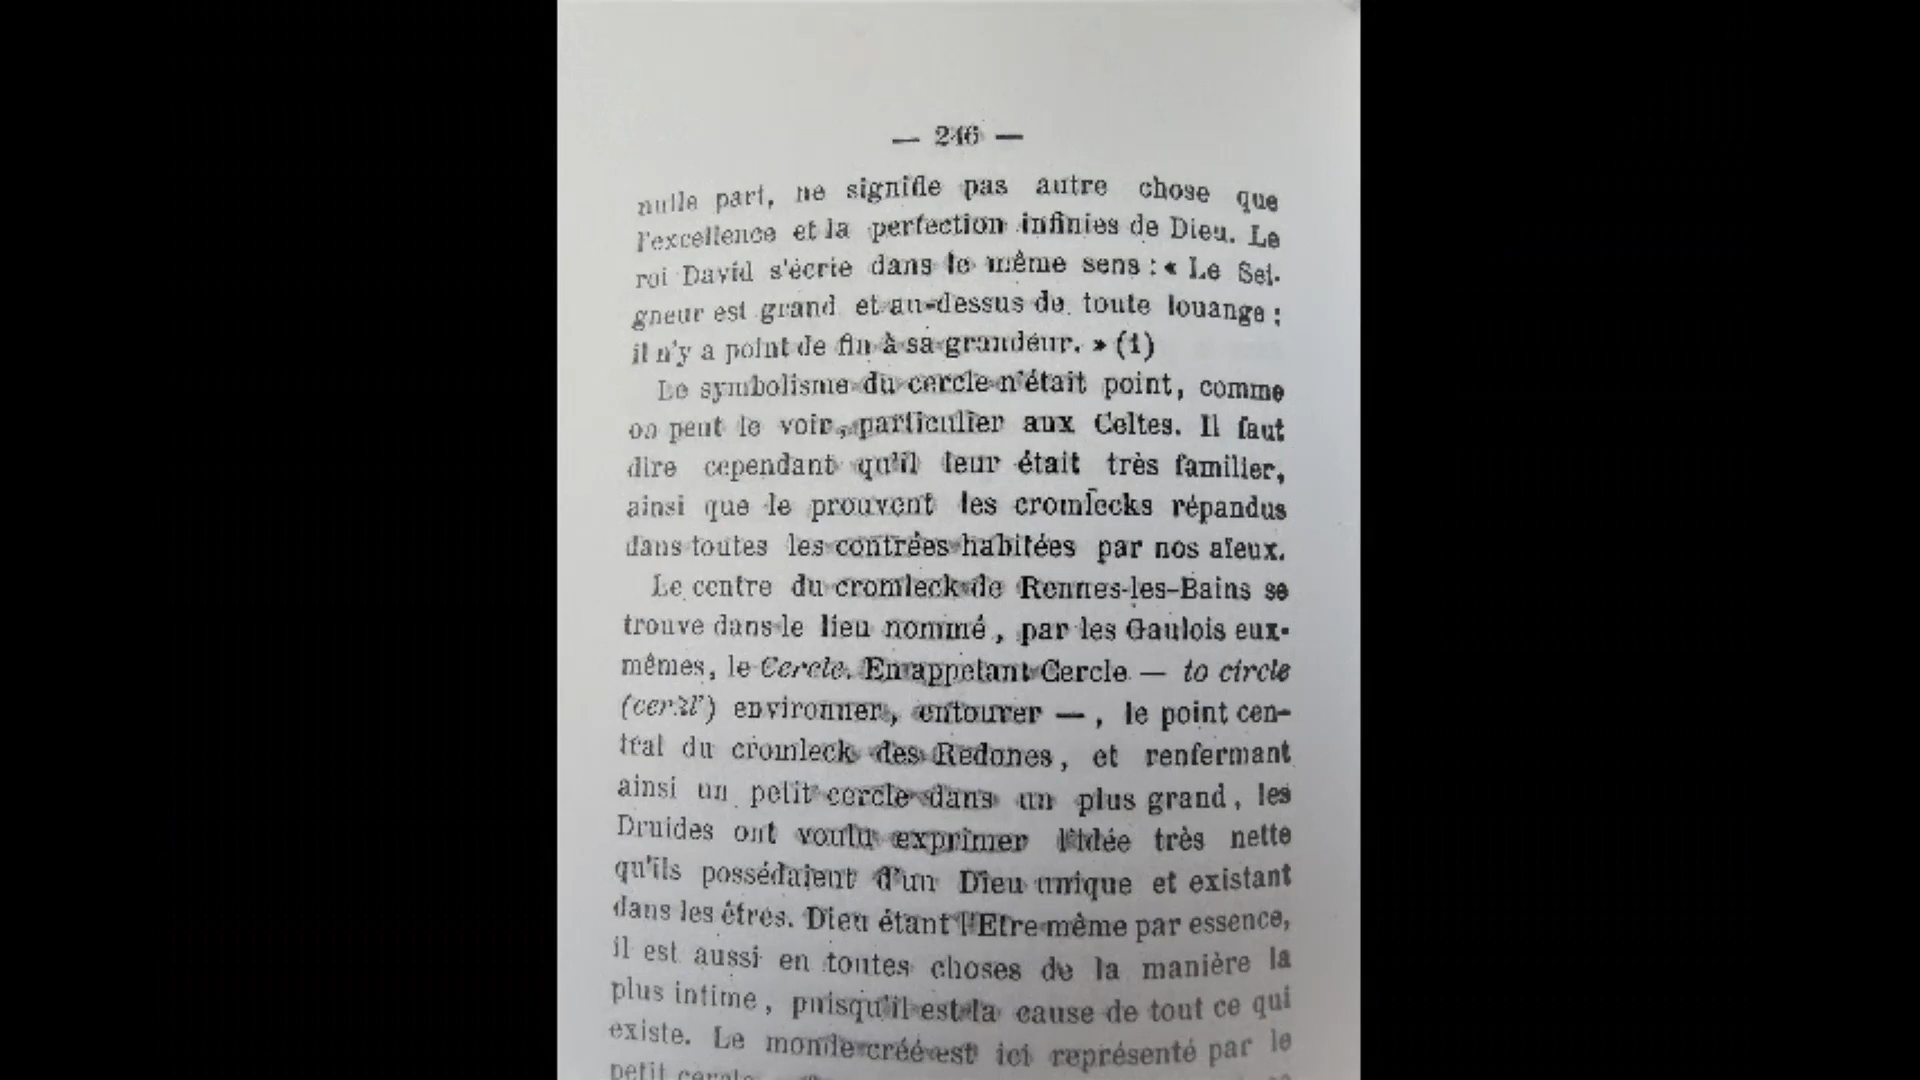 — 246 —
nulle part, ne signifie pas autre chose que
l'excellence et la perfection infinies de Dieu. Le
roi David s'écrie dans le même sens : « Le Sei-
gneur est grand et au-dessus de toute louange ;
il n'y a point de fin à sa grandeur. » (1)
Le symbolisme du cercle n'était point, comme
on peut le voir, particulier aux Celtes. Il faut
dire cependant qu'il leur était très familier,
ainsi que le prouvent les cromlecks répandus
dans toutes les contrées habitées par nos aïeux.
Le centre du cromleck de Rennes-les-Bains se
trouve dans le lieu nommé, par les Gaulois eux-
mêmes, le Cercle. En appelant Cercle — to circle
environner, entourer —, le point cen-
tral du cromleck des Redones, et renfermant
ainsi un petit cercle dans un plus grand, les
Druides ont voulu exprimer l'idée très nette
qu'ils possédaient d'un Dieu unique et existant
dans les êtres. Dieu étant l'Etre même par essence,
il est aussi en toutes choses de la manière la
plus intime, puisqu'il est la cause de tout ce qui
existe. Le monde créé est ici représenté par le
petit cercle